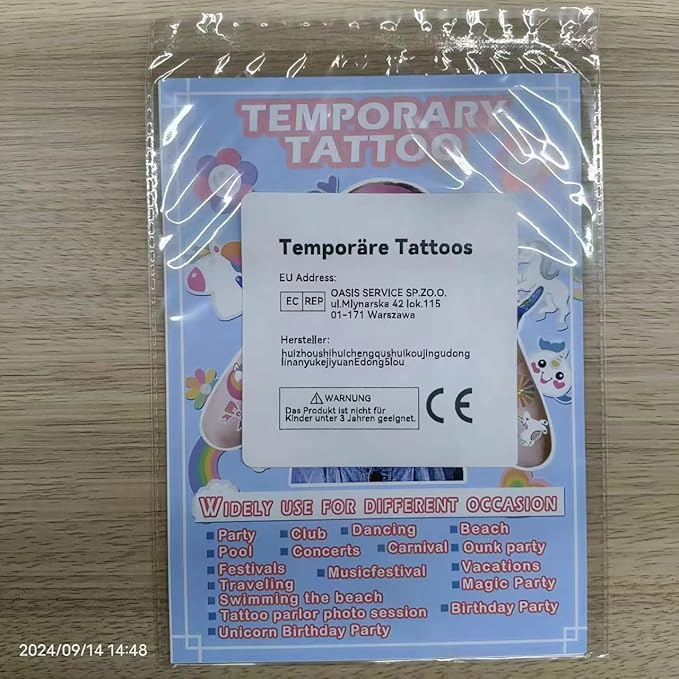 TEMPORARY
TATTOO
Temporäre Tattoos
EU Address:
EC REP
OASIS SERVICE SP.ZO.O.
ul.Mlynarska 42 lok.115
01-171 Warszawa
Hersteller:
huizhoushihuichengqushuikoujingudong
linanyukejiyuanEdong5lou
WARNUNG
Das Produkt ist nicht für
Kinder unter 3 Jahren geeignet.
CE
WIDELY USE FOR DIFFERENT OCCASION
Party Club Dancing Beach
Pool Concerts Carnival Ounk party
Festivals Musicfestival Vacations
Traveling Magic Party
Swimming the beach
Tattoo parlor photo session Birthday Party
Unicorn Birthday Party
2024/09/14 14:48